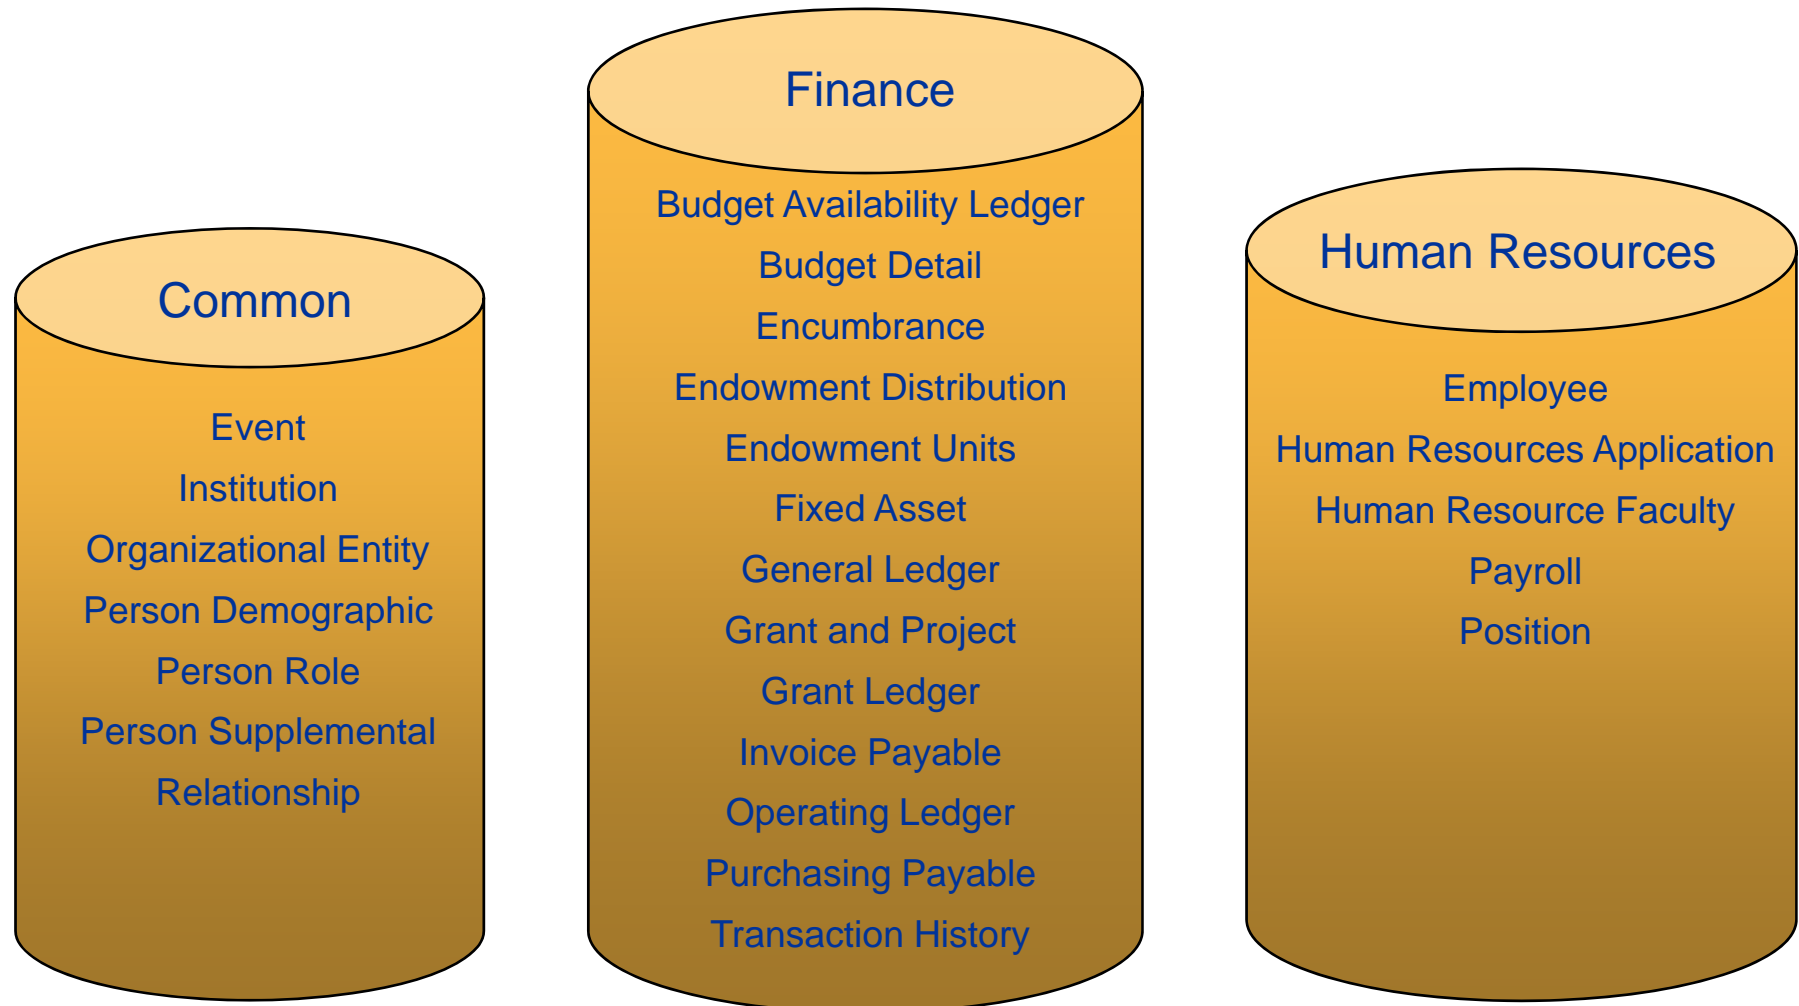 Common
Event
Institution
Organizational Entity
Person Demographic
Person Role
Person Supplemental
Relationship
Finance
Budget Availability Ledger
Budget Detail
Encumbrance
Endowment Distribution
Endowment Units
Fixed Asset
General Ledger
Grant and Project
Grant Ledger
Invoice Payable
Operating Ledger
Purchasing Payable
Transaction History
Human Resources
Employee
Human Resources Application
Human Resource Faculty
Payroll
Position